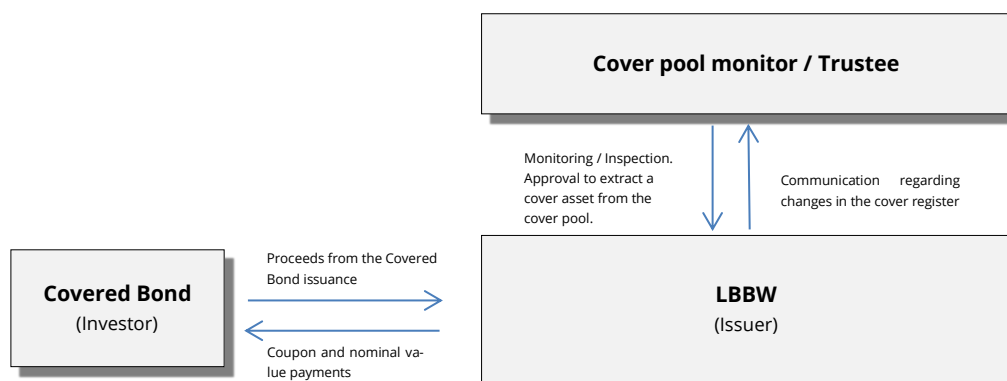 Cover pool monitor / Trustee
Monitoring / Inspection.
Approval to extract a
cover asset from the
cover pool.
Communication regarding
changes in the cover register
Proceeds from the Covered
Bond issuance
Covered Bond
(Investor)
LBBW
(Issuer)
Coupon and nominal va-
lue payments